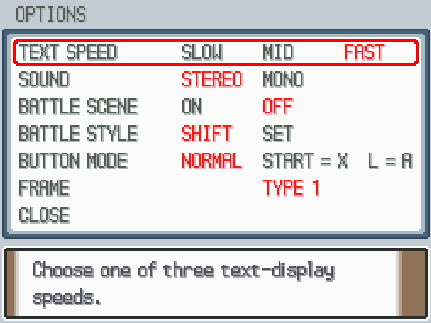 OPTIONS
TEXT SPEED SLOW MID FAST
SOUND STEREO MONO
BATTLE SCENE ON OFF
BATTLE STYLE SHIFT SET
BUTTON MODE NORMAL START = X L = A
FRAME TYPE 1
CLOSE
Choose one of three text-display
speeds.